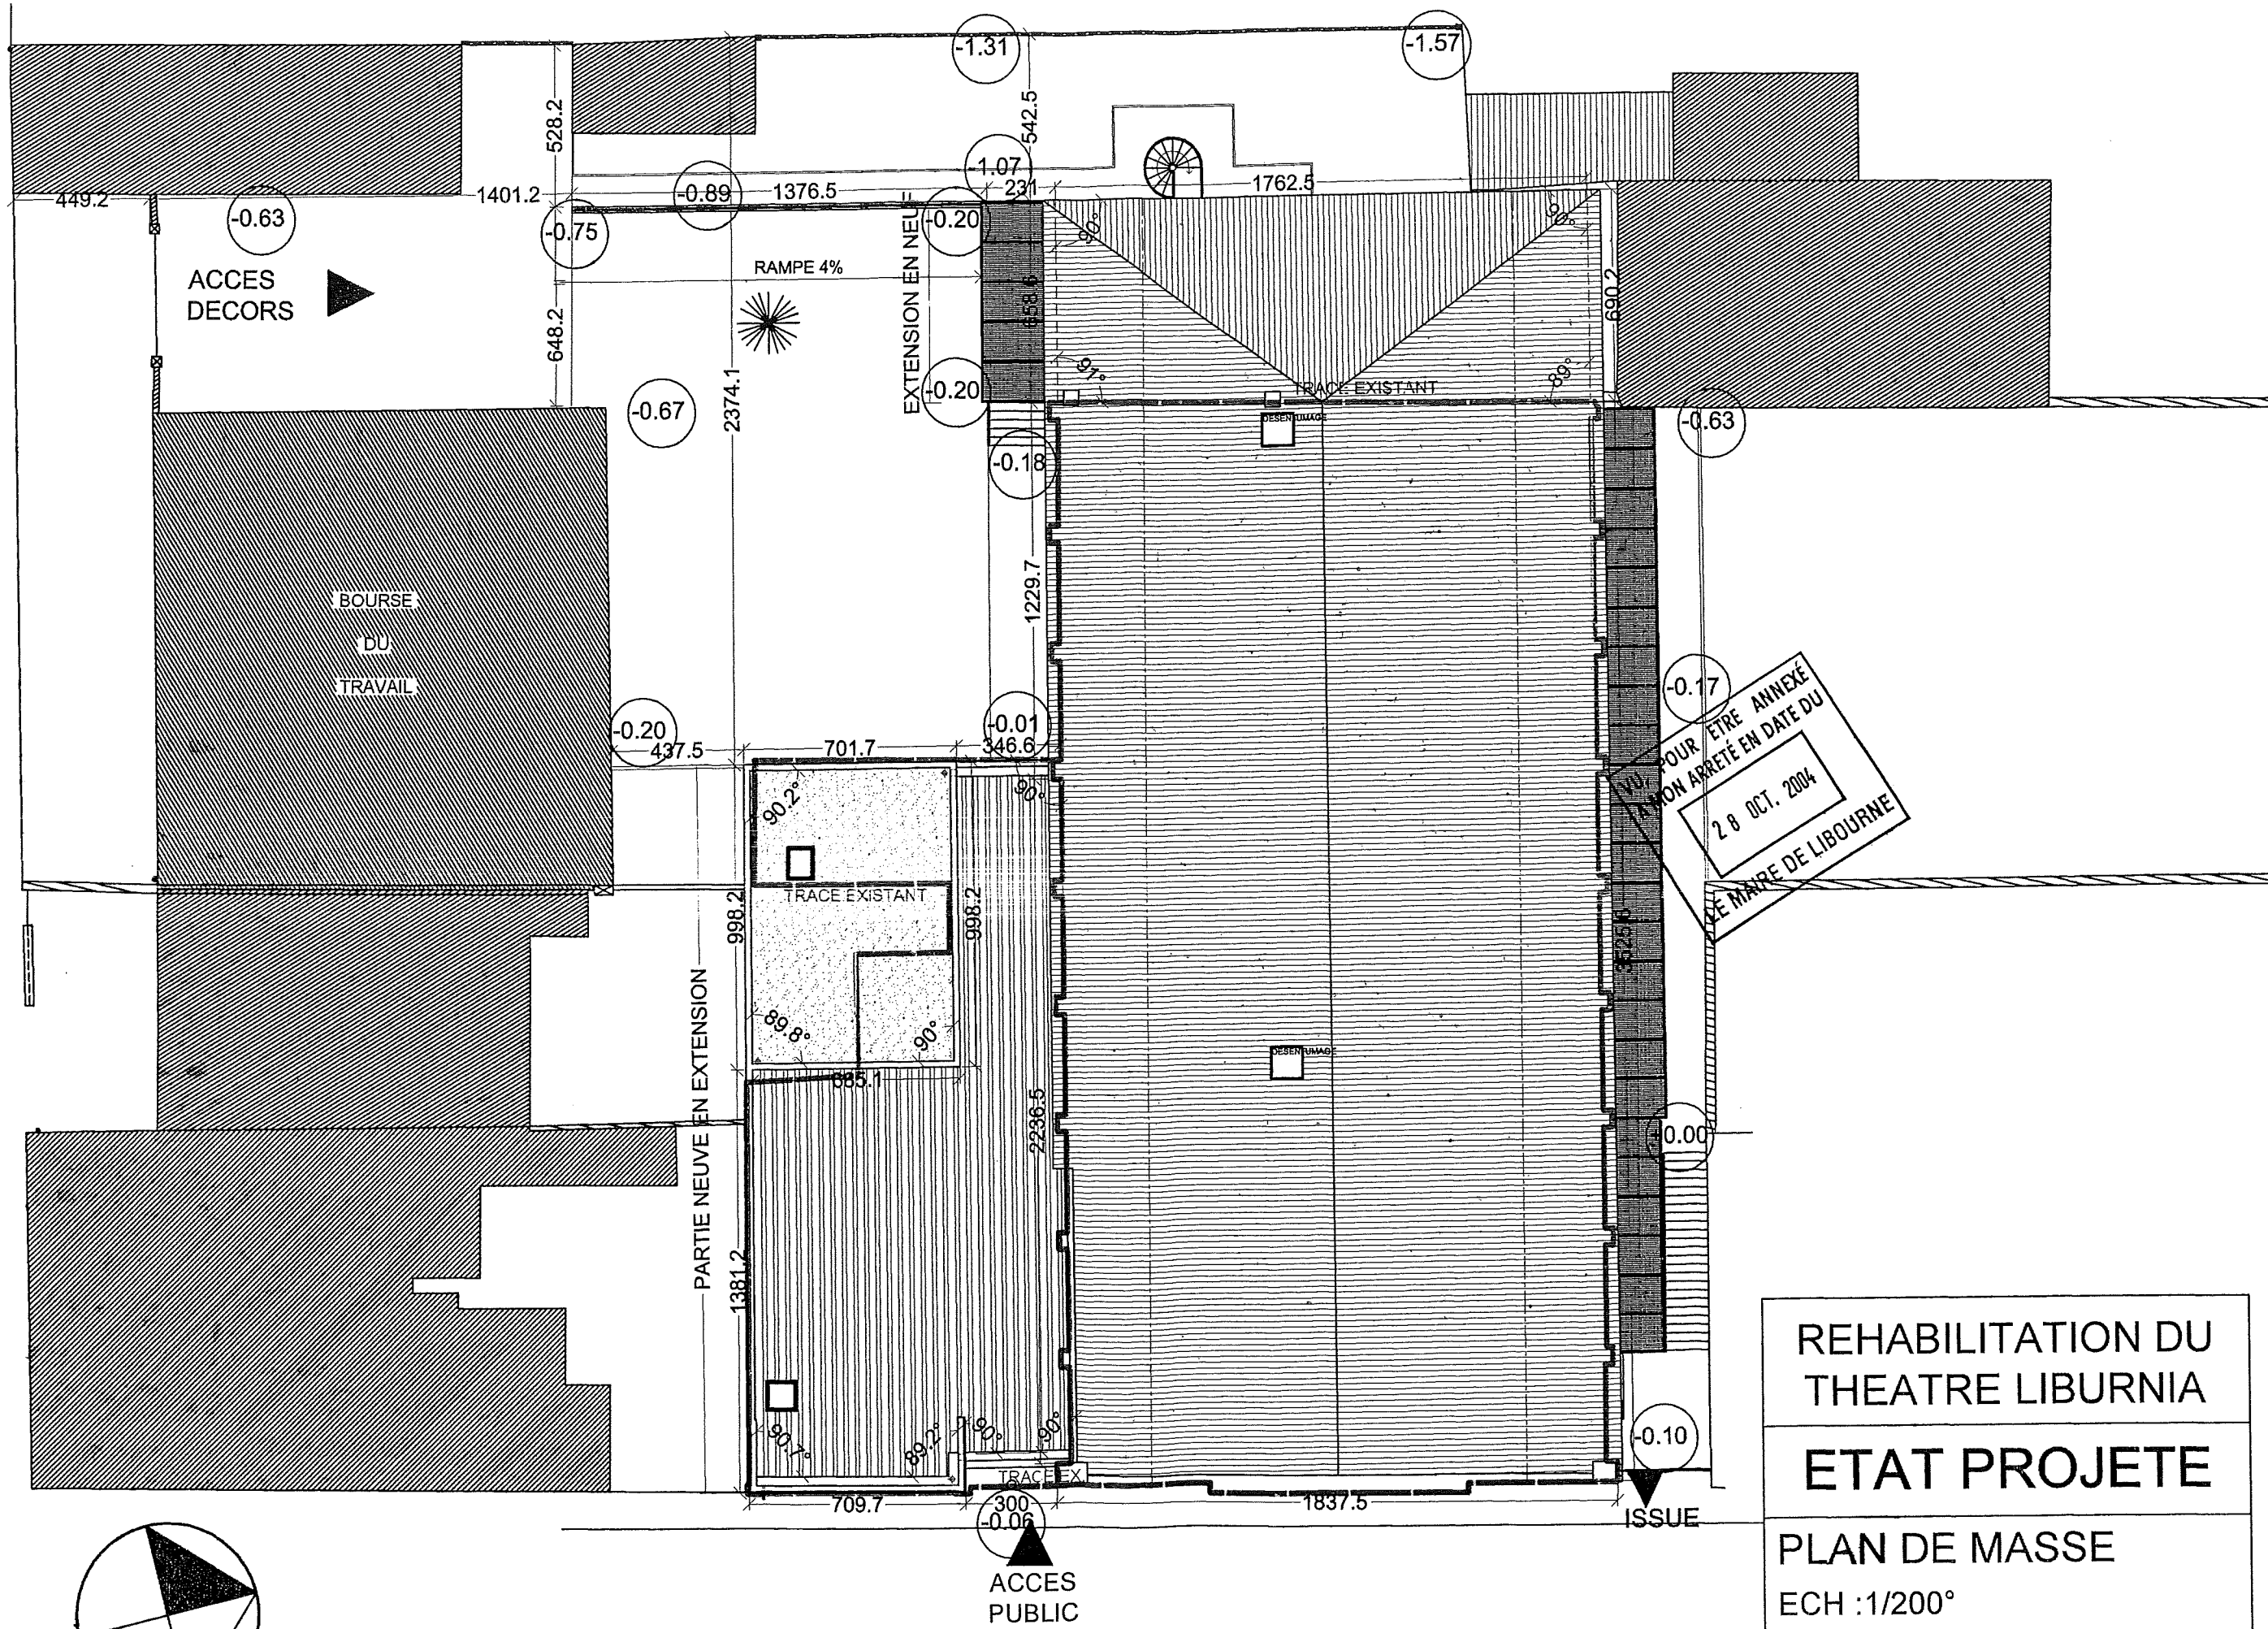 -1.31
-1.57
528.2
542.5
-1.07
449.2
1401.2
-0.89
1376.5
231
1762.5
-0.63
-0.75
-0.20
90°
90°
ACCES
DECORS
RAMPE 4%
EXTENSION EN NEUF
658.6
690.2
648.2
2374.1
-0.67
-0.20
91°
89°
TRACE EXISTANT
DESENFUMAGE
-0.63
-0.18
BOURSE
DU
TRAVAIL
1229.7
-0.17
VU, POUR ETRE ANNEXÉ
A MON ARRETÉ EN DATE DU
28 OCT. 2004
LE MAIRE DE LIBOURNE
-0.20
437.5
701.7
-0.01
346.6
90.2°
90°
TRACE EXISTANT
998.2
998.2
PARTIE NEUVE EN EXTENSION
89.8°
90°
685.1
DESENFUMAGE
2236.5
+0.00
1381.2
90.7°
89.2°
90°
90°
TRACE EX
709.7
300
1837.5
-0.06
-0.10
ISSUE
ACCES
PUBLIC
REHABILITATION DU
THEATRE LIBURNIA
ETAT PROJETE
PLAN DE MASSE
ECH :1/200°